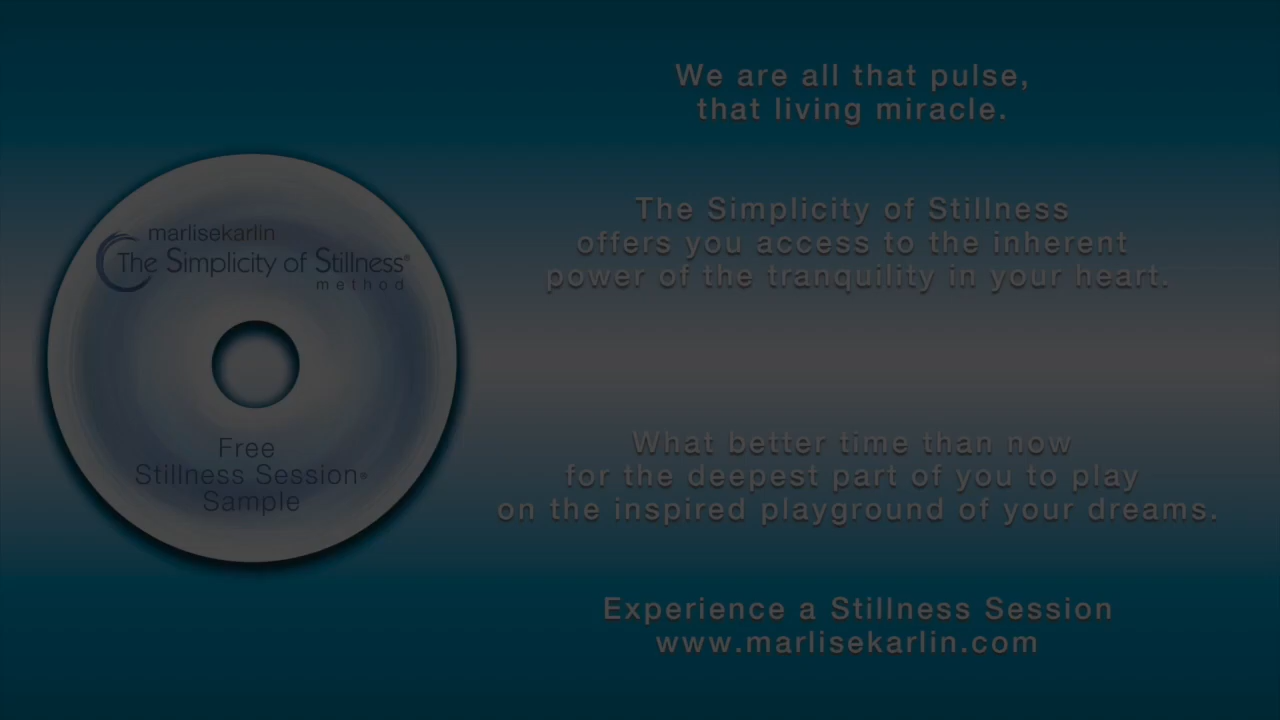 marlisekarlin
The Simplicity of Stillness®
method
Free
Stillness Session®
Sample
We are all that pulse,
that living miracle.
The Simplicity of Stillness
offers you access to the inherent
power of the tranquility in your heart.
What better time than now
for the deepest part of you to play
on the inspired playground of your dreams.
Experience a Stillness Session
www.marlisekarlin.com